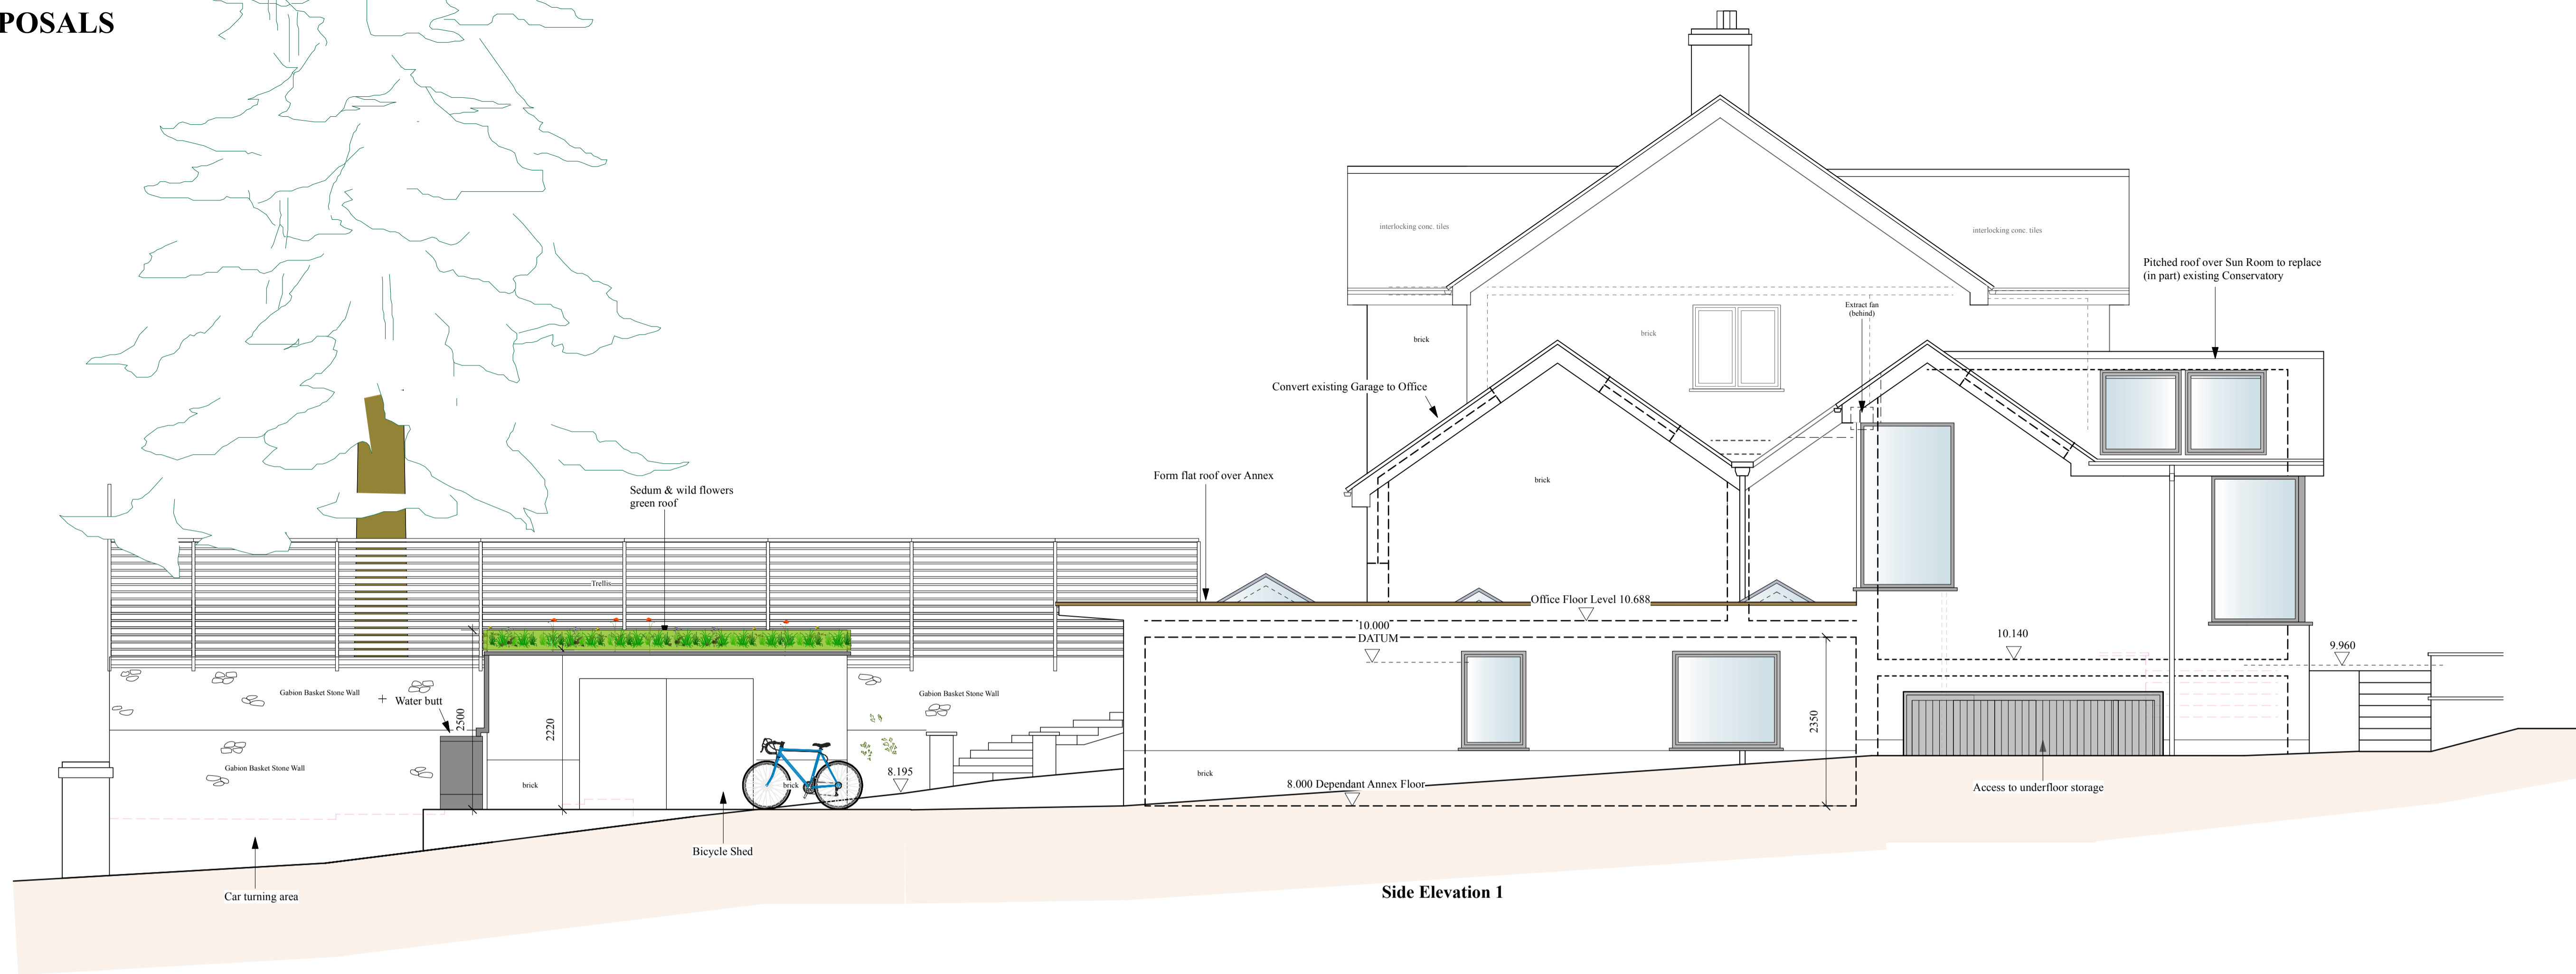 POSALS
interlocking conc. tiles
interlocking conc. tiles
Pitched roof over Sun Room to replace
(in part) existing Conservatory
Extract fan
(behind)
brick
brick
Convert existing Garage to Office
Form flat roof over Annex
brick
Sedum & wild flowers
green roof
Trellis
Office Floor Level 10.688
10.000
DATUM
10.140
9.960
Gabion Basket Stone Wall
Water butt
Gabion Basket Stone Wall
2500
2220
2350
Gabion Basket Stone Wall
8.195
brick
brick
brick
8.000 Dependant Annex Floor
Access to underfloor storage
Bicycle Shed
Car turning area
Side Elevation 1